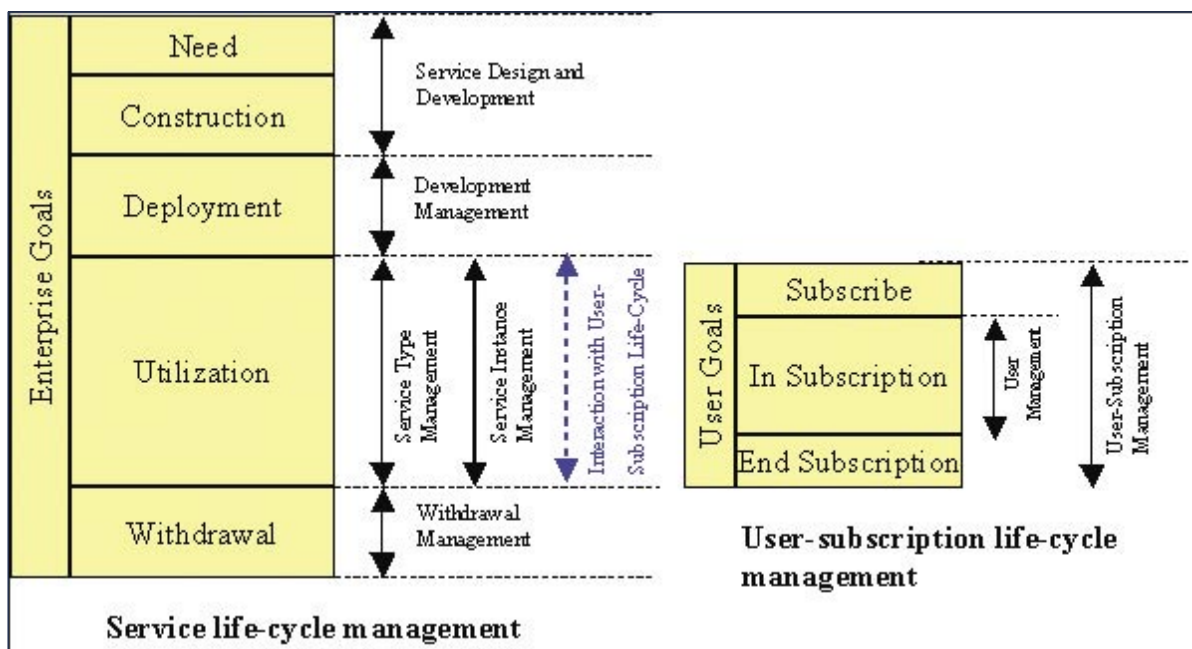 Enterprise Goals
Need
Construction
Deployment
Utilization
Withdrawal
Service Design and
Development
Development
Management
Service Type
Management
Service Instance
Management
Interaction with User-
Subscription Life-Cycle
Withdrawal
Management
Service life-cycle management
User Goals
Subscribe
In Subscription
End Subscription
User
Management
User-Subscription
Management
User-subscription life-cycle
management